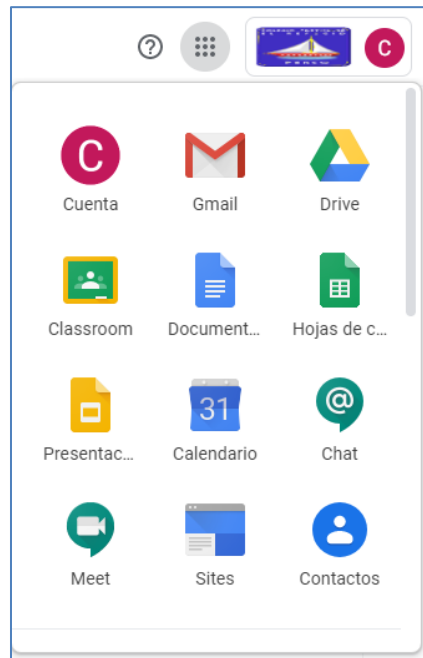 C
C
Cuenta
Gmail
Drive
Classroom
Document...
Hojas de c...
Presentac...
31
Calendario
@
Chat
Meet
Sites
Contactos